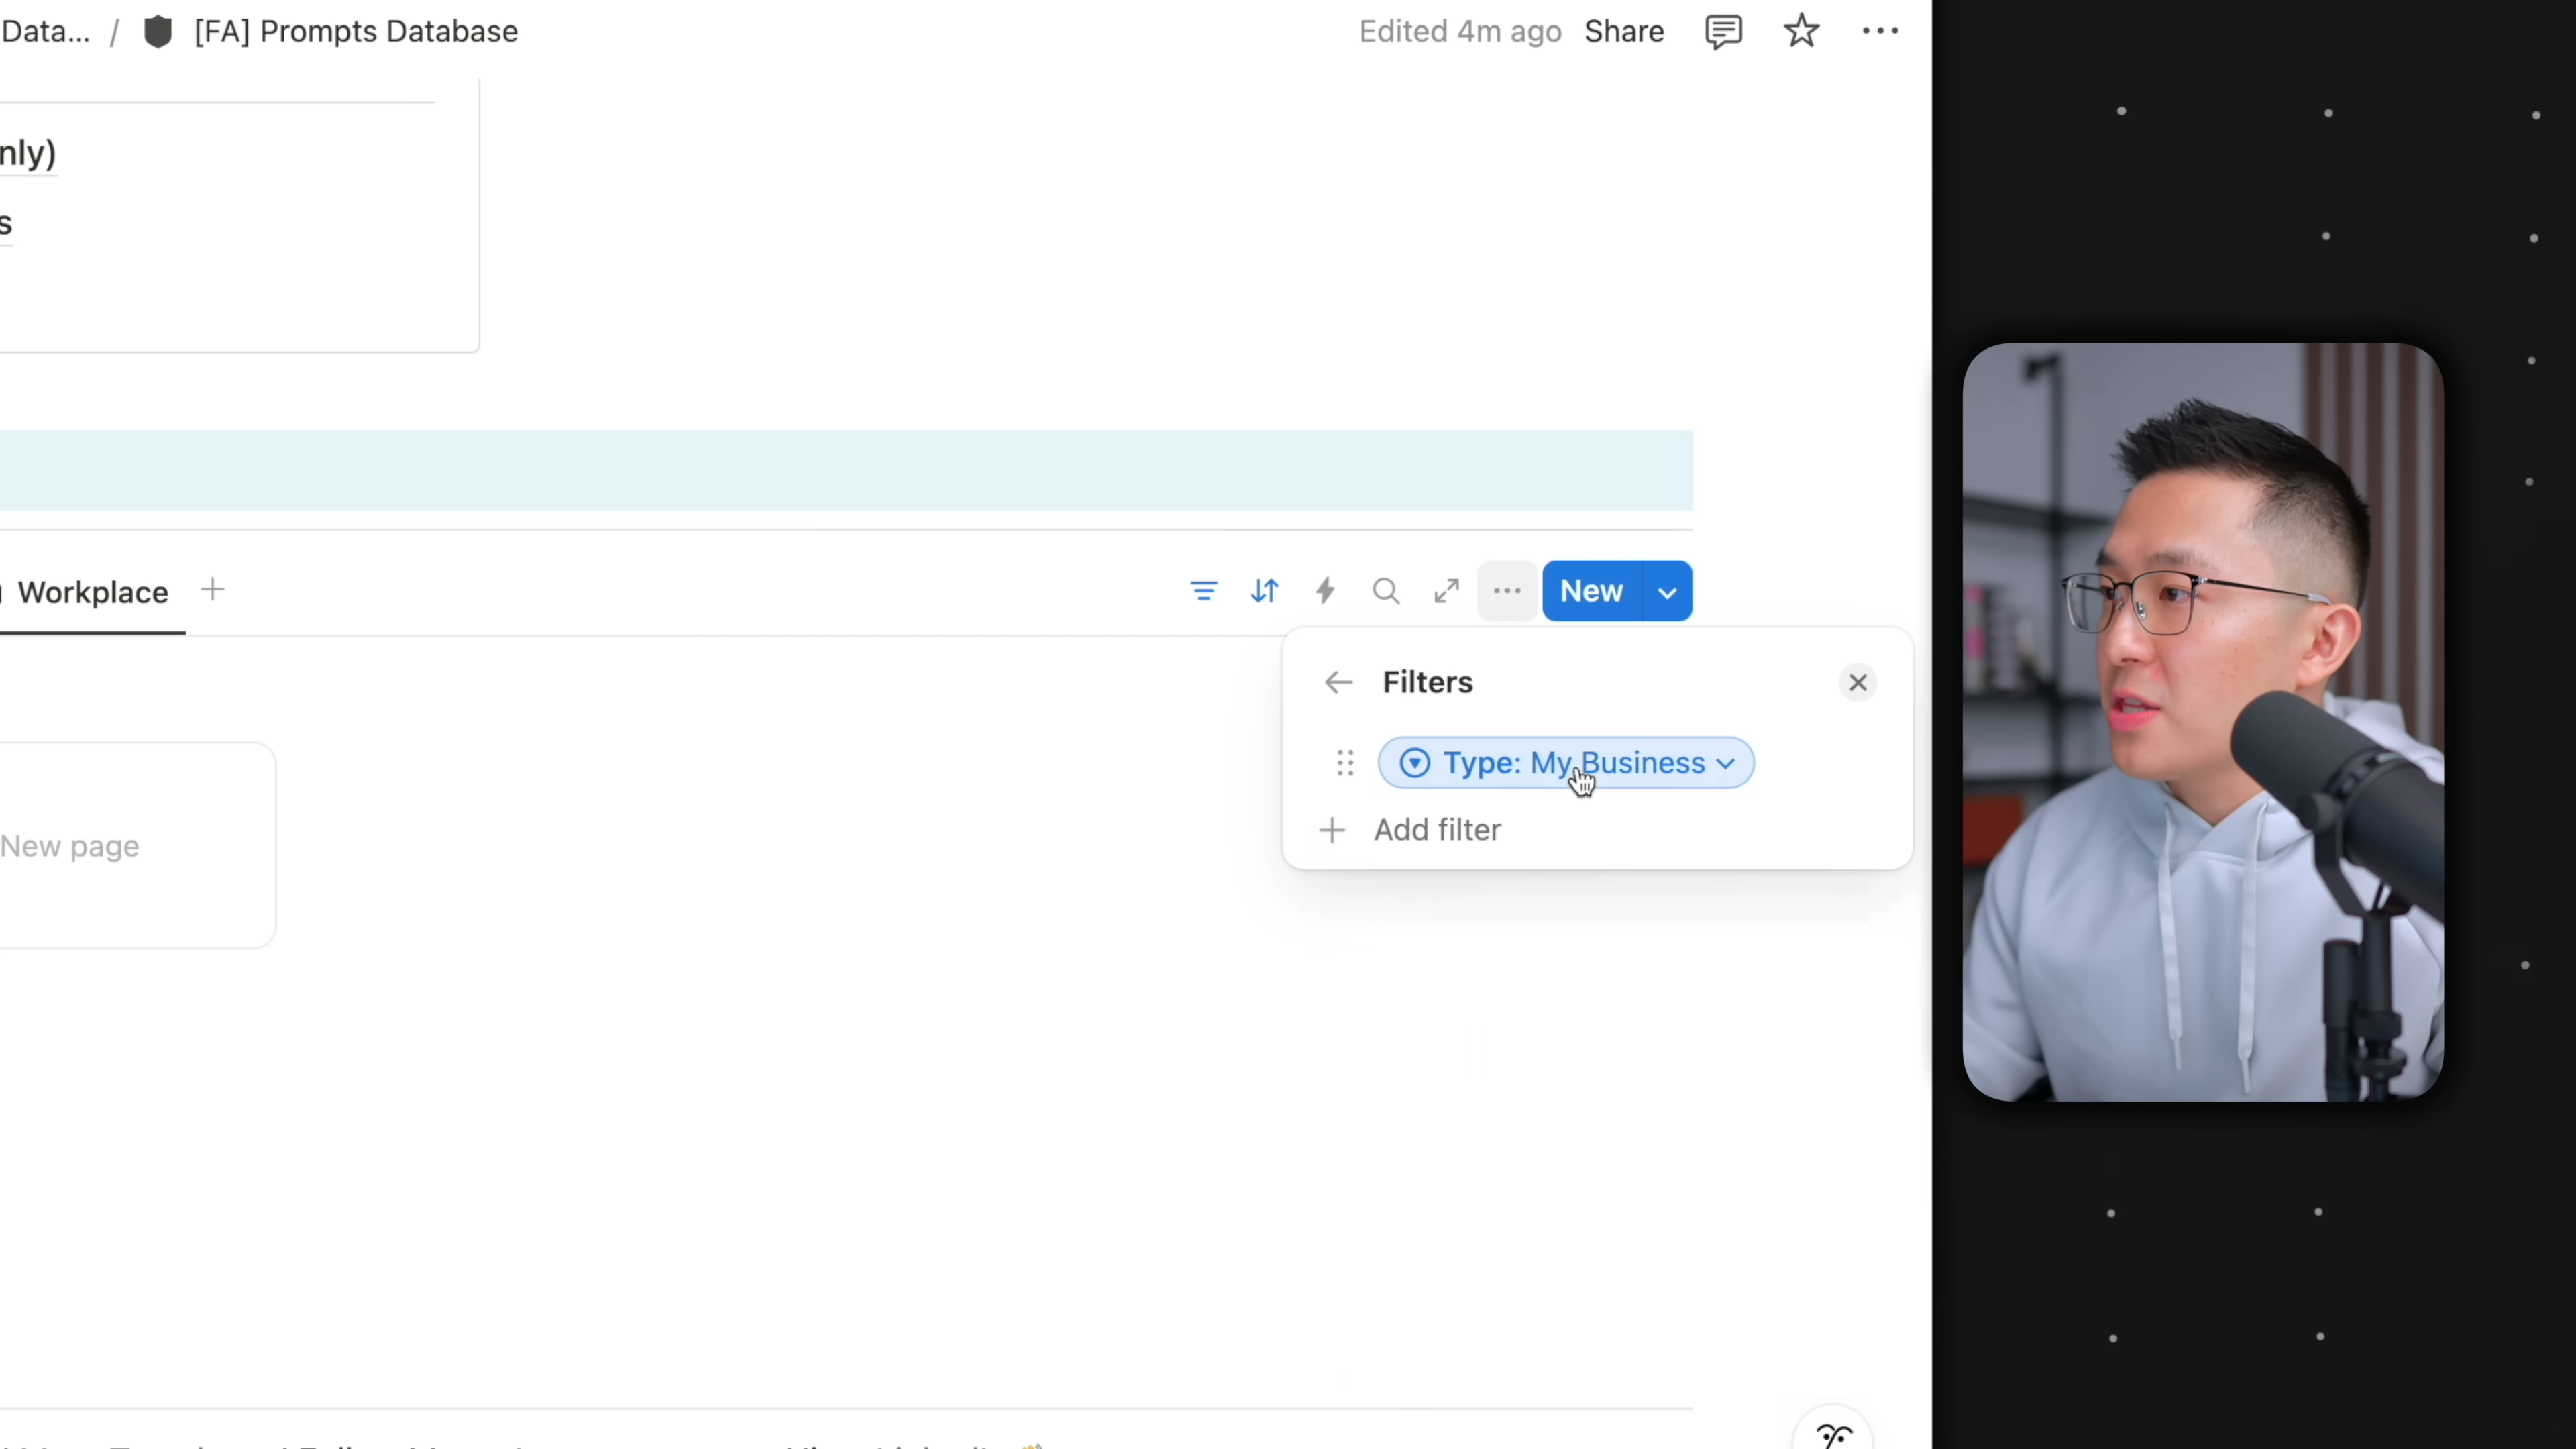 Data... / [FA] Prompts Database
Edited 4m ago Share
nly)
s
Workplace
New
Filters
Type: My Business
Add filter
New page